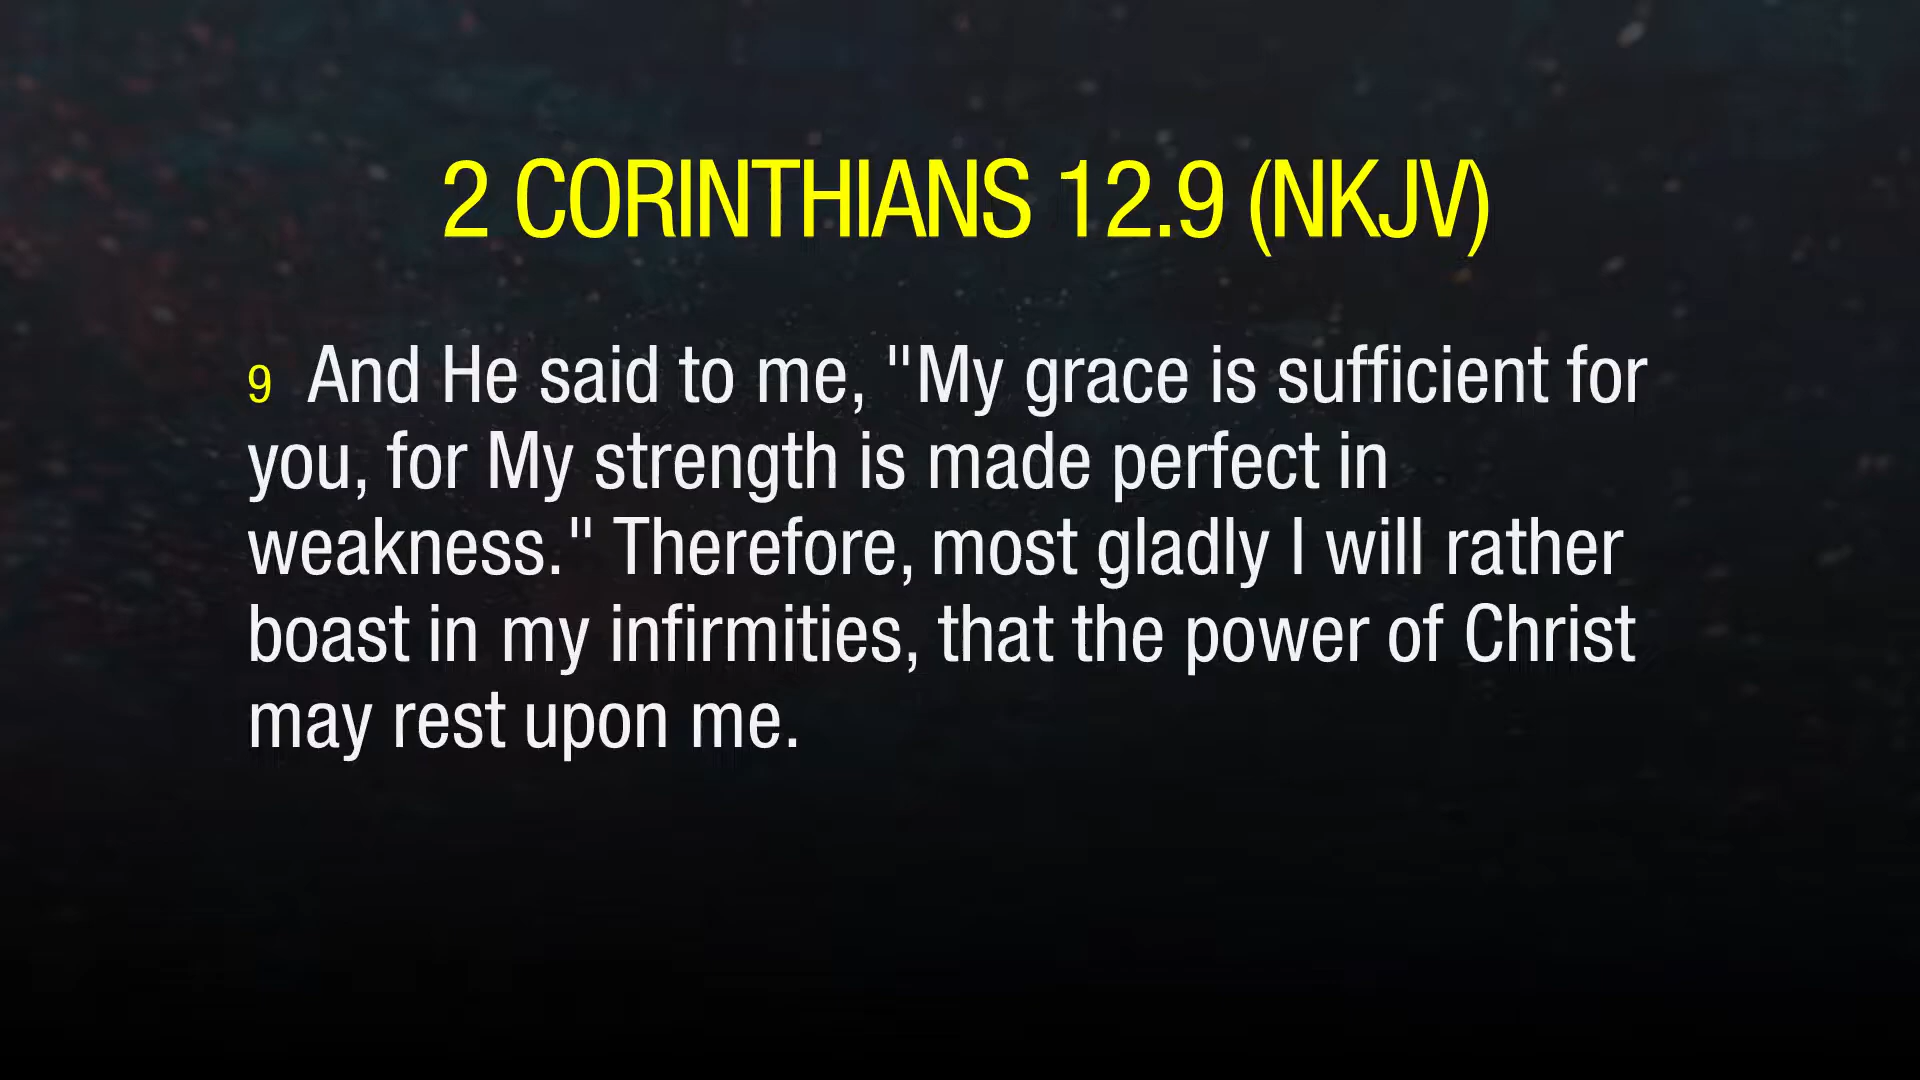 2 CORINTHIANS 12.9 (NKJV)
9 And He said to me, "My grace is sufficient for
you, for My strength is made perfect in
weakness." Therefore, most gladly I will rather
boast in my infirmities, that the power of Christ
may rest upon me.